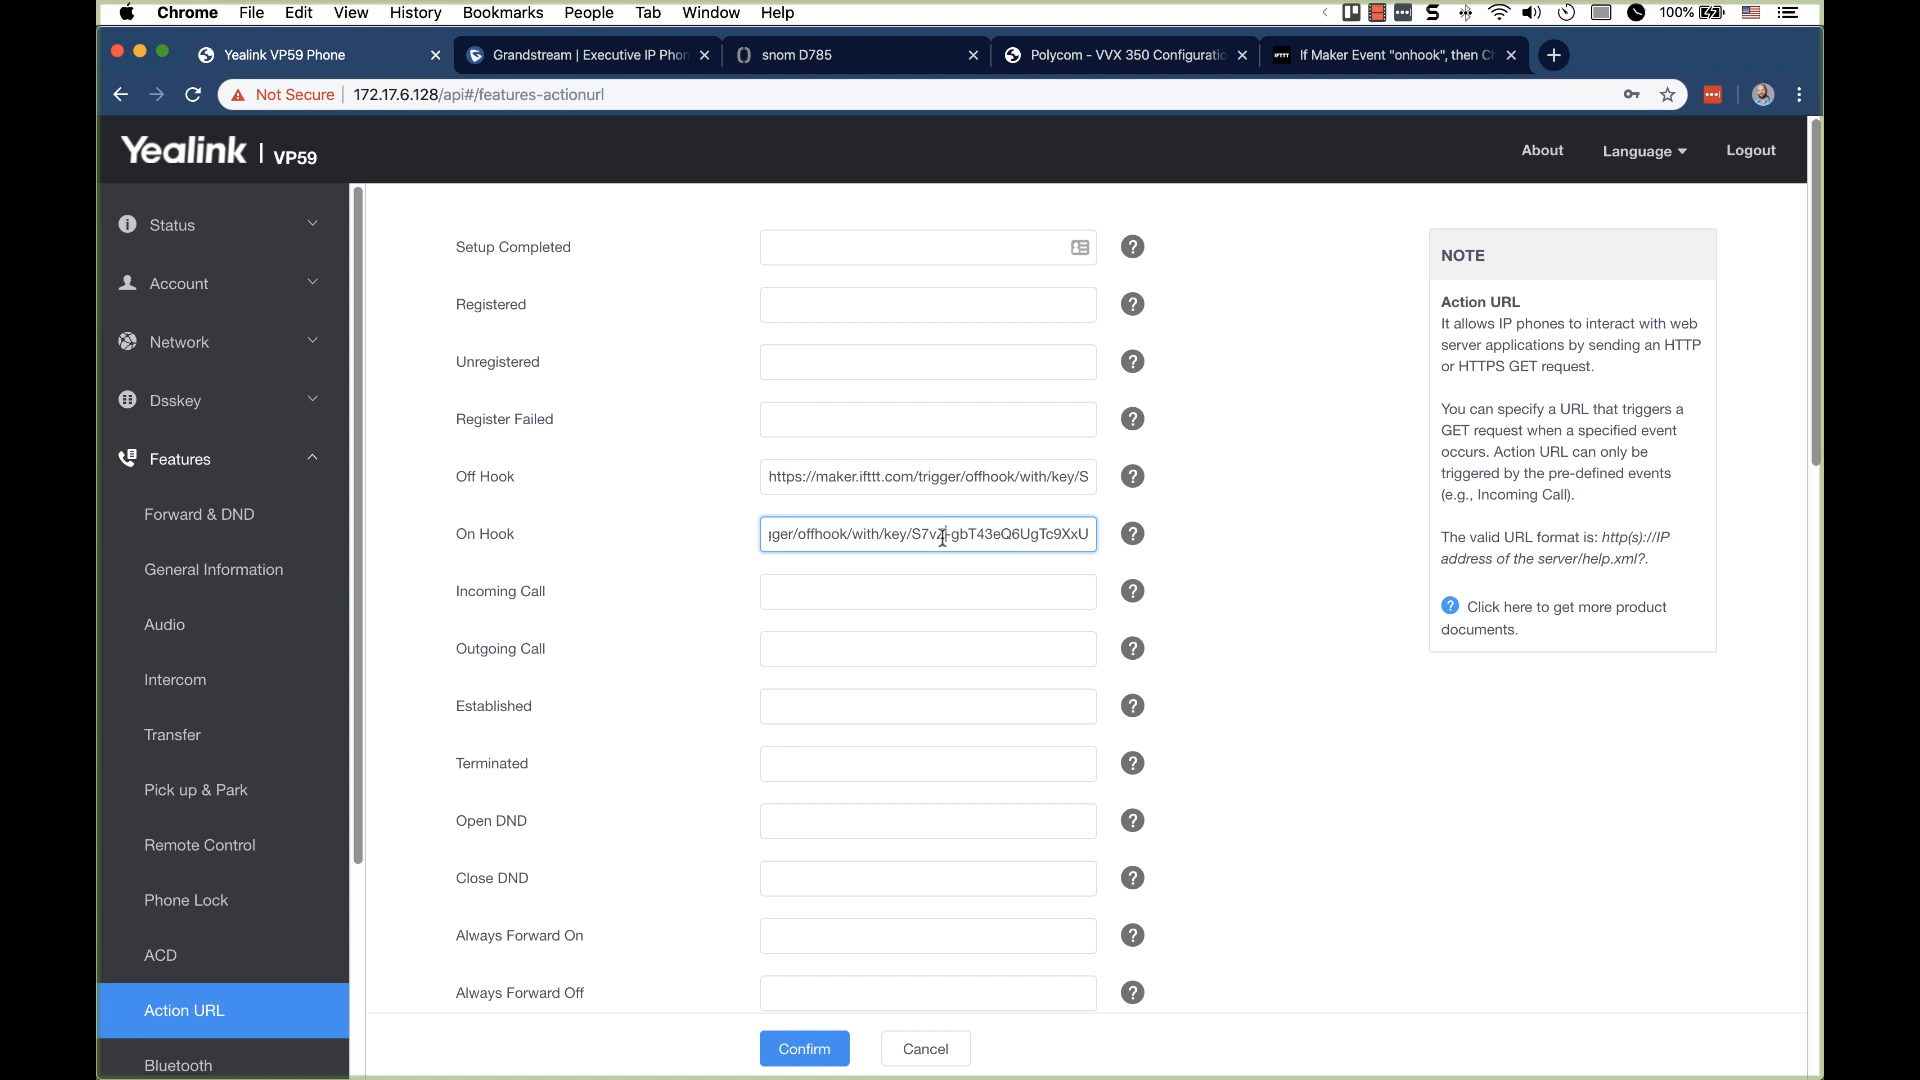 Chrome File Edit View History Bookmarks People Tab Window Help 100%
Yealink VP59 Phone
Grandstream | Executive IP Phon
snom D785
Polycom - VVX 350 Configuratio
IFTTT If Maker Event "onhook", then Ch
Not Secure 172.17.6.128/api#/features-actionurl
Yealink | VP59
About Language Logout
Status
Account
Network
Dsskey
Features
Forward & DND
General Information
Audio
Intercom
Transfer
Pick up & Park
Remote Control
Phone Lock
ACD
Action URL
Bluetooth
Setup Completed
Registered
Unregistered
Register Failed
Off Hook https://maker.ifttt.com/trigger/offhook/with/key/S
On Hook gger/offhook/with/key/S7vZ-gbT43eQ6UgTc9XxU
Incoming Call
Outgoing Call
Established
Terminated
Open DND
Close DND
Always Forward On
Always Forward Off
Confirm Cancel
NOTE
Action URL
It allows IP phones to interact with web
server applications by sending an HTTP
or HTTPS GET request.
You can specify a URL that triggers a
GET request when a specified event
occurs. Action URL can only be
triggered by the pre-defined events
(e.g., Incoming Call).
The valid URL format is: http(s)://IP
address of the server/help.xml?.
Click here to get more product
documents.